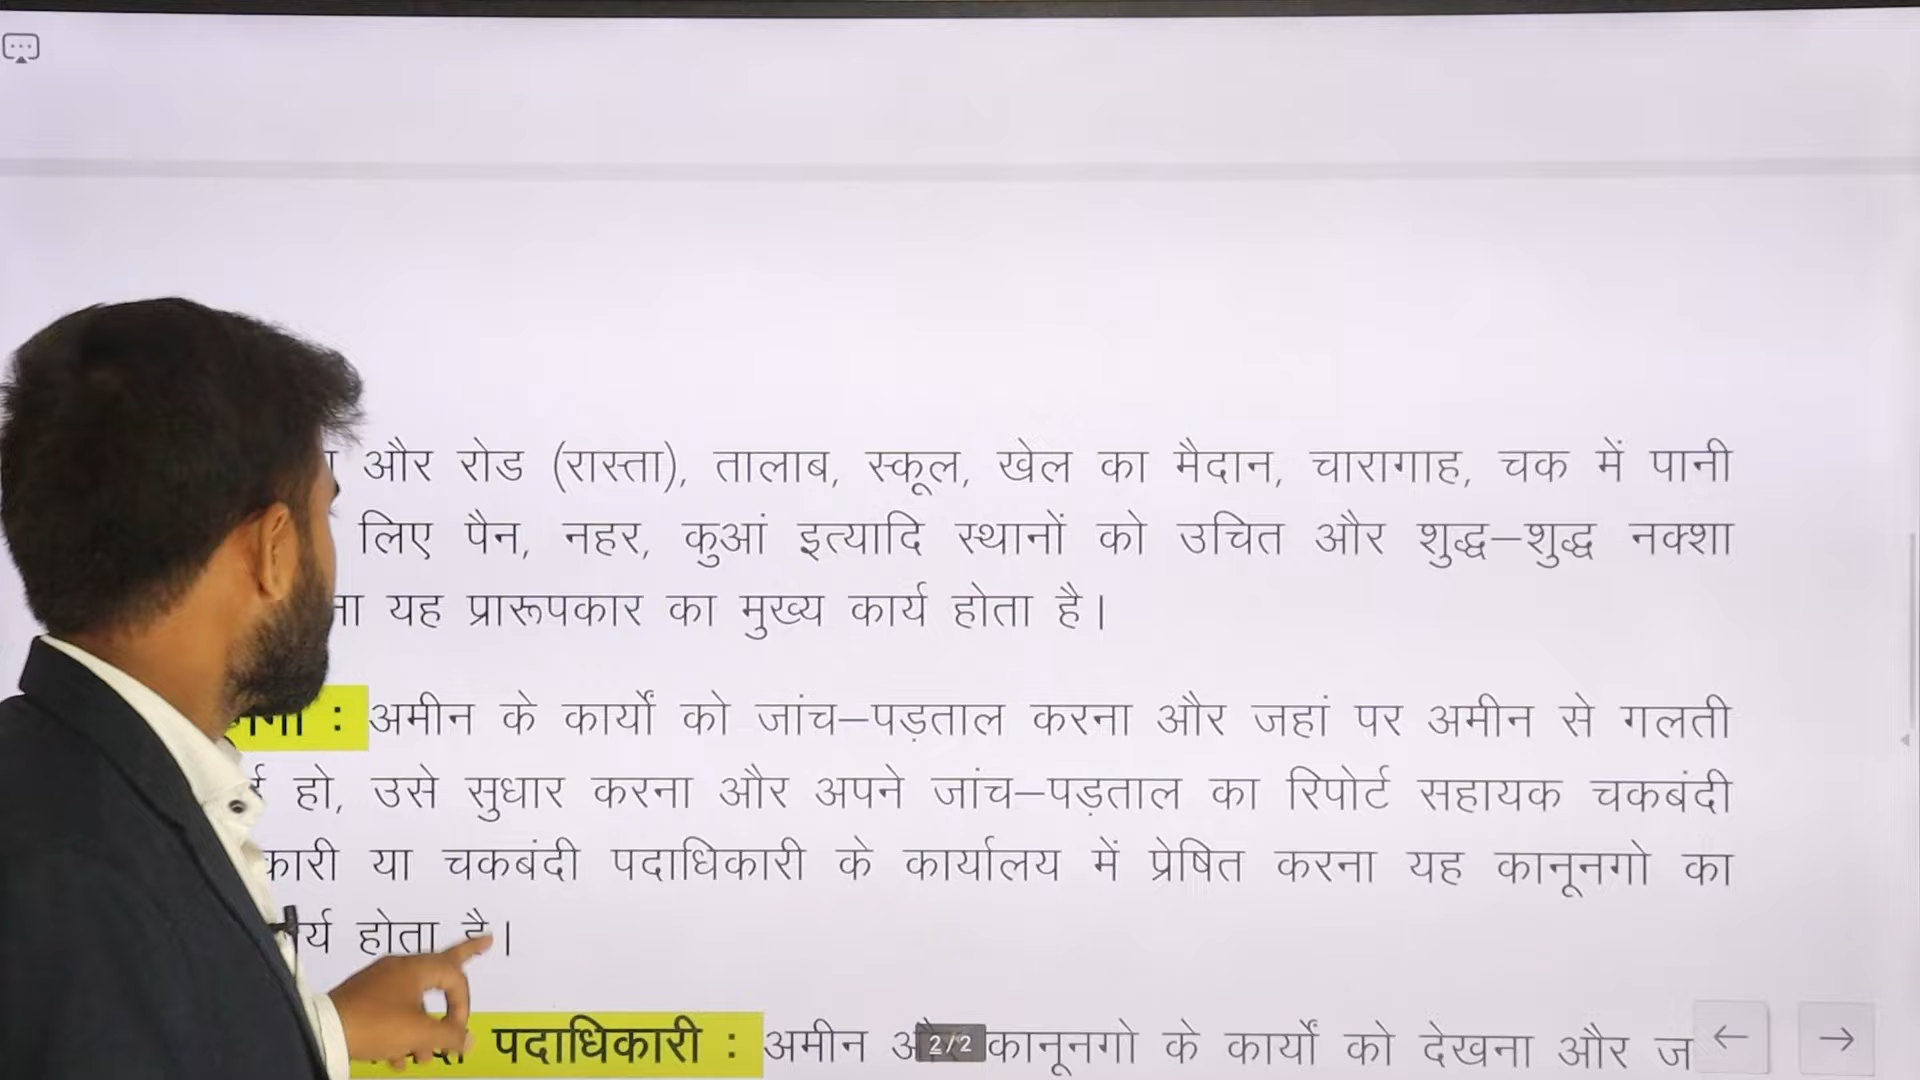 और रोड (रास्ता), तालाब, स्कूल, खेल का मैदान, चारागाह, चक में पानी
लिए पैन, नहर, कुआं इत्यादि स्थानों को उचित और शुद्ध–शुद्ध नक्शा
यह प्रारूपकार का मुख्य कार्य होता है।
: अमीन के कार्यों को जांच–पड़ताल करना और जहां पर अमीन से गलती
हो, उसे सुधार करना और अपने जांच–पड़ताल का रिपोर्ट सहायक चकबंदी
या चकबंदी पदाधिकारी के कार्यालय में प्रेषित करना यह कानूनगो का
होता है।
पदाधिकारी : अमीन कानूनगो के कार्यों को देखना और
2/2